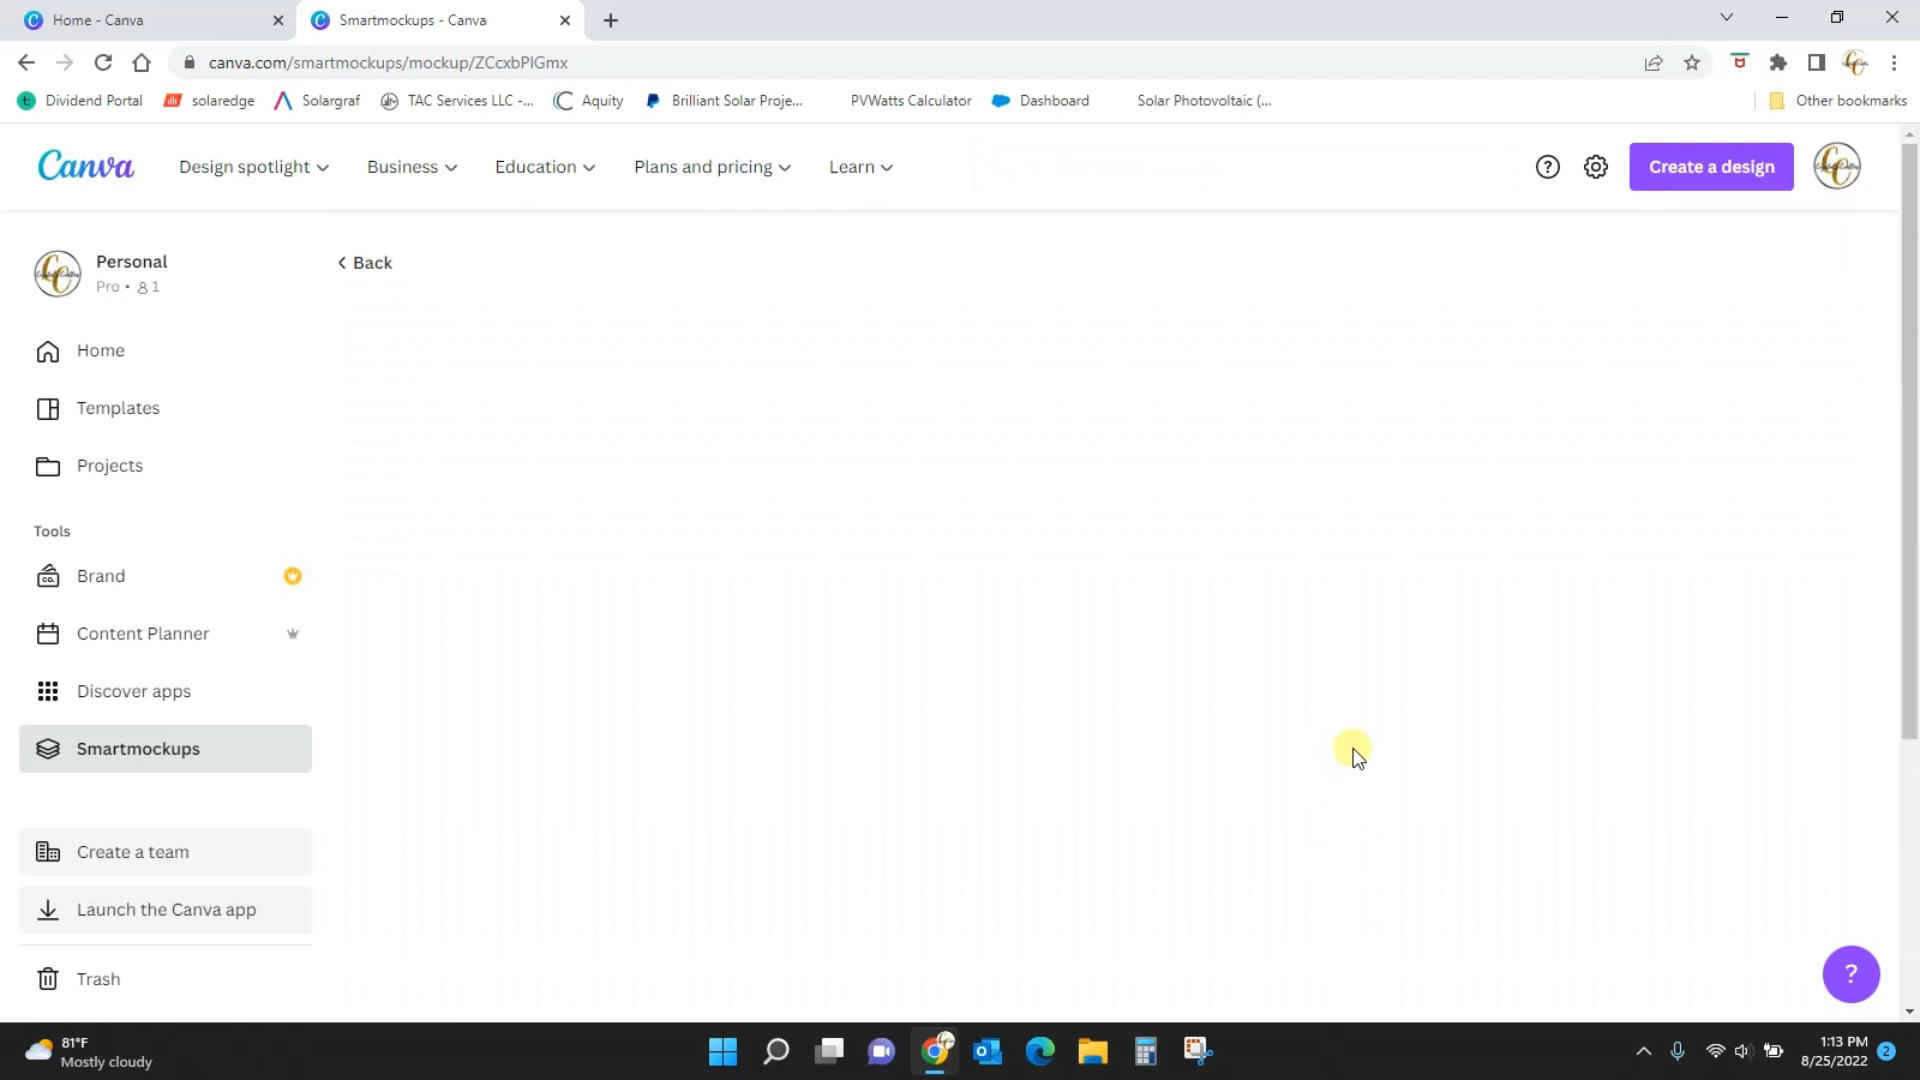 Home - Canva
Smartmockups - Canva
canva.com/smartmockups/mockup/ZCcxbPlGmx
Dividend Portal
solaredge
Solargraf
TAC Services LLC -...
Aquity
Brilliant Solar Proje...
PVWatts Calculator
Dashboard
Solar Photovoltaic (...
Other bookmarks
Canva
Design spotlight
Business
Education
Plans and pricing
Learn
?
Create a design
Personal
Pro • 1
Back
Home
Templates
Projects
Tools
CO.
Brand
Content Planner
Discover apps
Smartmockups
Create a team
Launch the Canva app
Trash
?
81°F
Mostly cloudy
1:13 PM
8/25/2022
2